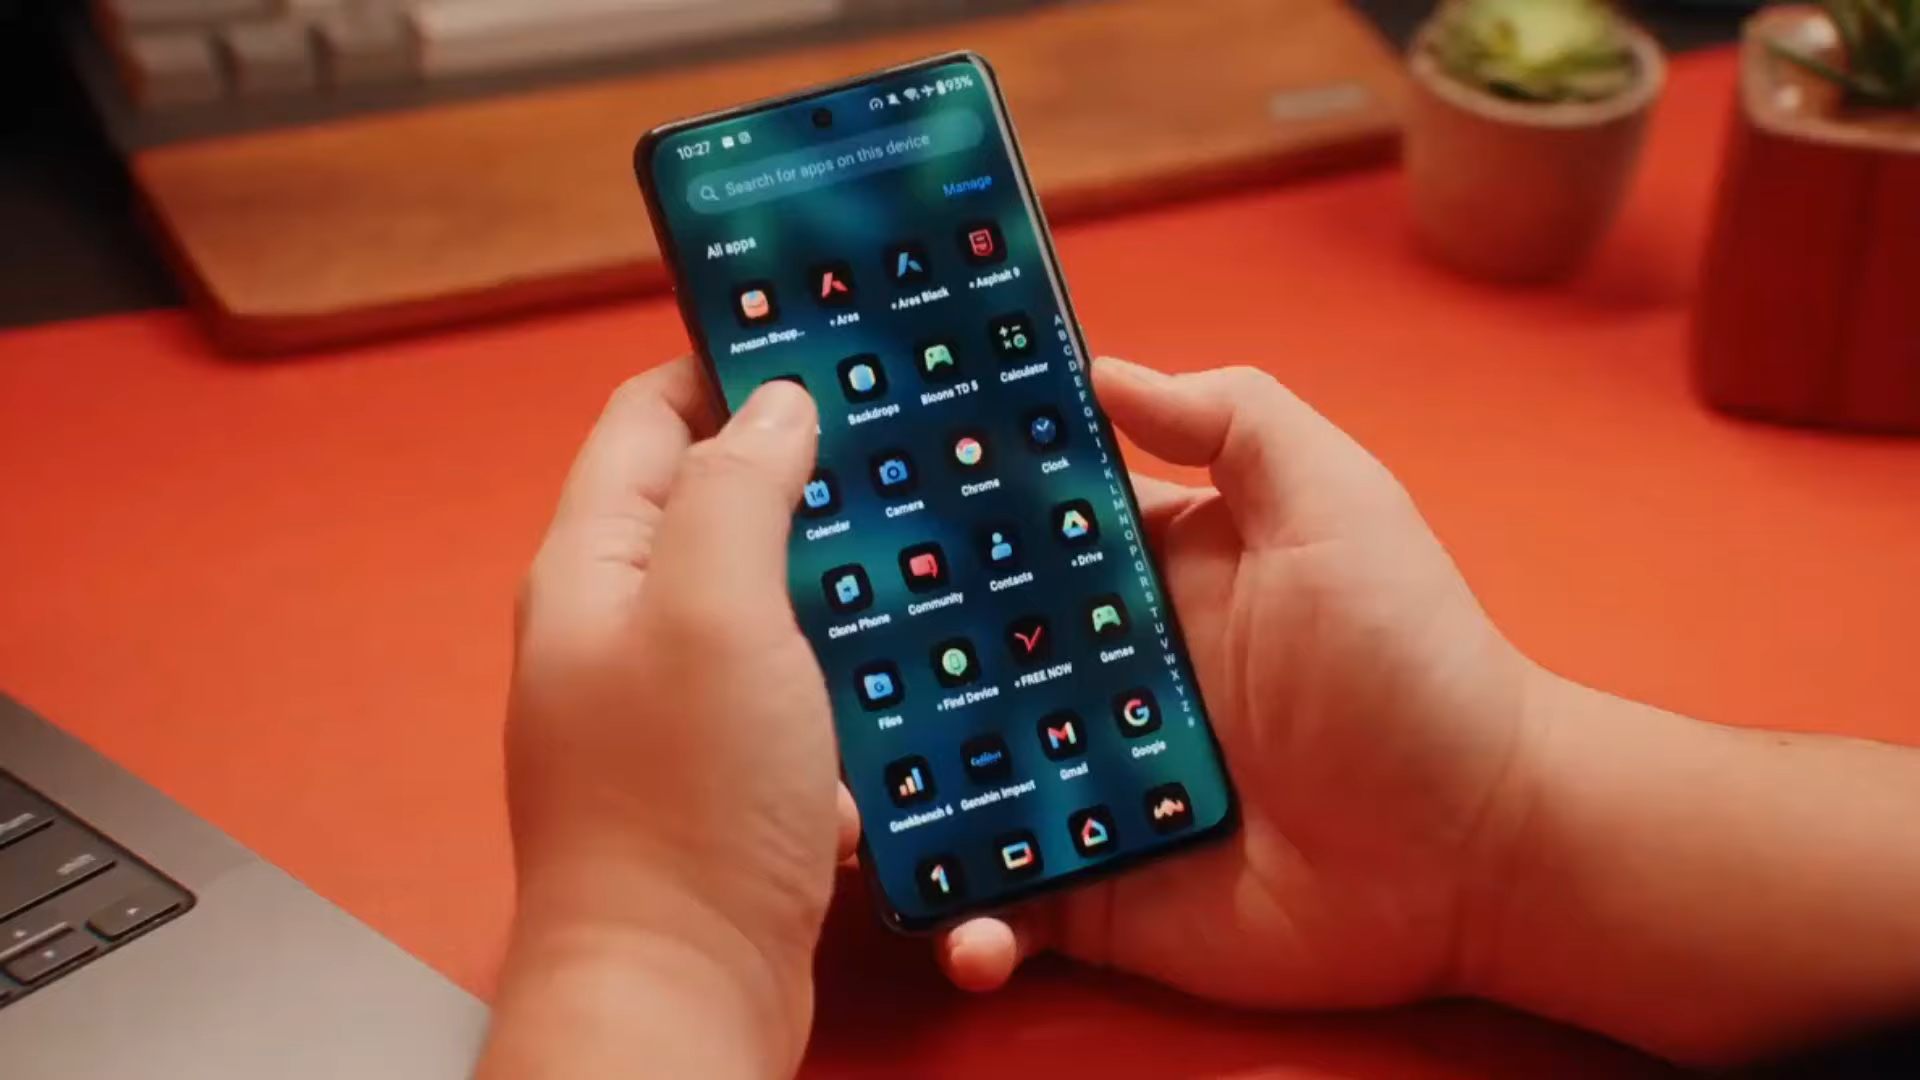 10:27 93%
Search for apps on this device
Manage
All apps
Amazon Shopp... Ares Ares Black Asphalt 9
Backdrops Bloons TD 5 Calculator
14
Calendar Camera Chrome Clock
Clone Phone Community Contacts Drive
Files Find Device FREE NOW Games
Geekbench 6 Genshin Impact Gmail Google
A
B
C
D
E
F
G
H
I
J
K
L
M
N
O
P
Q
R
S
T
U
V
W
X
Y
Z
#